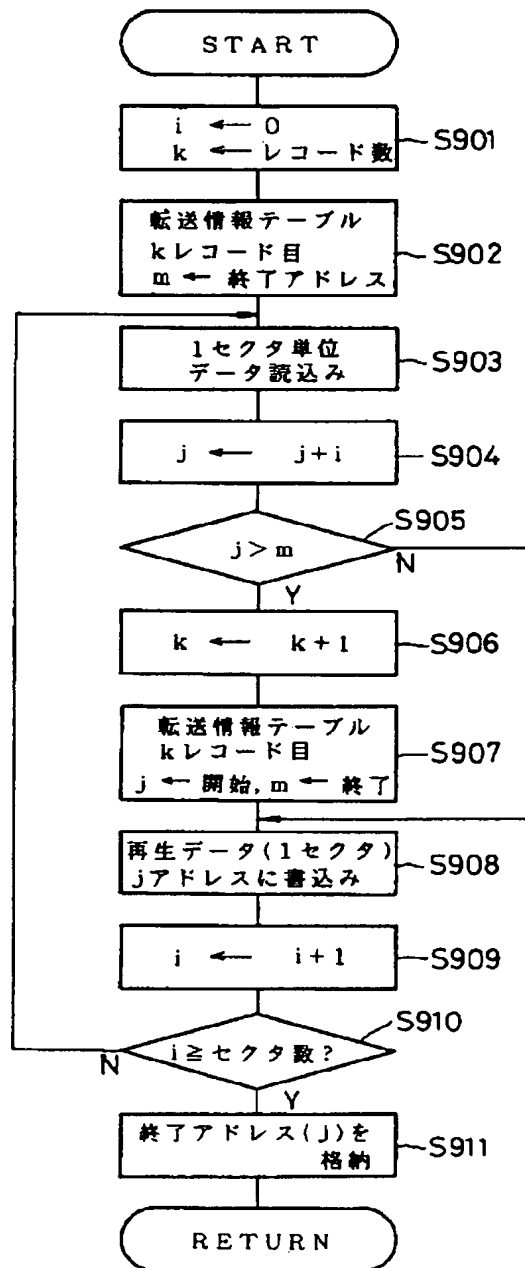 START
i ← 0
k ← レコード数
S901
転送情報テーブル
kレコード目
m ← 終了アドレス
S902
1セクタ単位
データ読込み
S903
j ← j+i
S904
j>m
S905
N
Y
k ← k+1
S906
転送情報テーブル
kレコード目
j ← 開始, m ← 終了
S907
再生データ(1セクタ)
jアドレスに書込み
S908
i ← i+1
S909
i≧セクタ数?
S910
N
Y
終了アドレス(J)を
格納
S911
RETURN